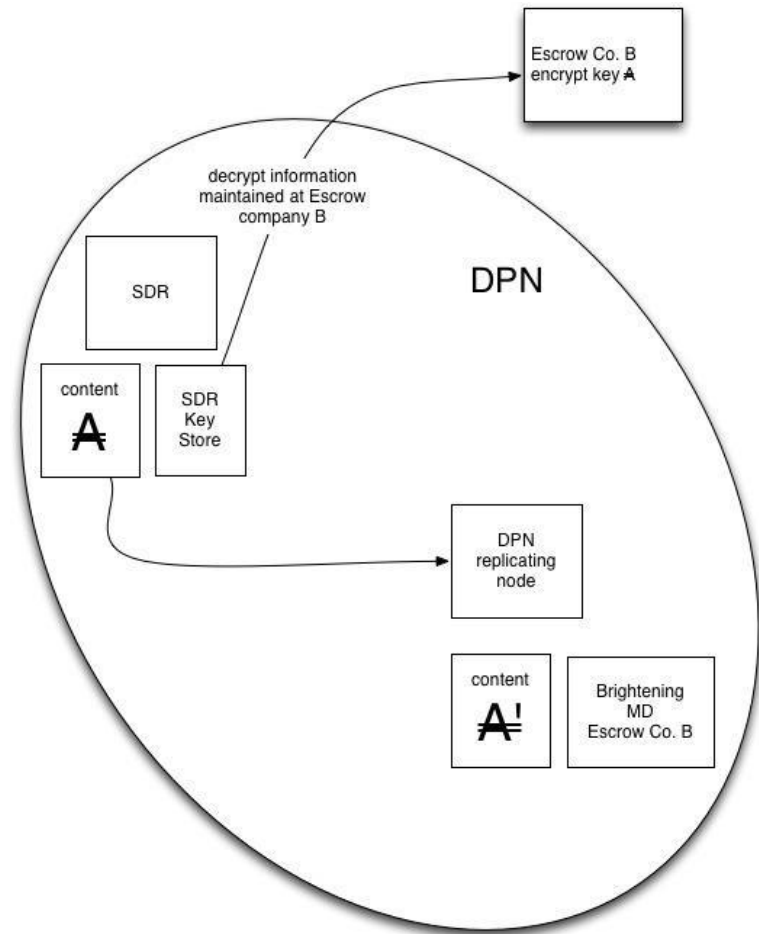 Escrow Co. B
encrypt key A
decrypt information
maintained at Escrow
company B
DPN
SDR
content
A
SDR
Key
Store
DPN
replicating
node
content
A'
Brightening
MD
Escrow Co. B